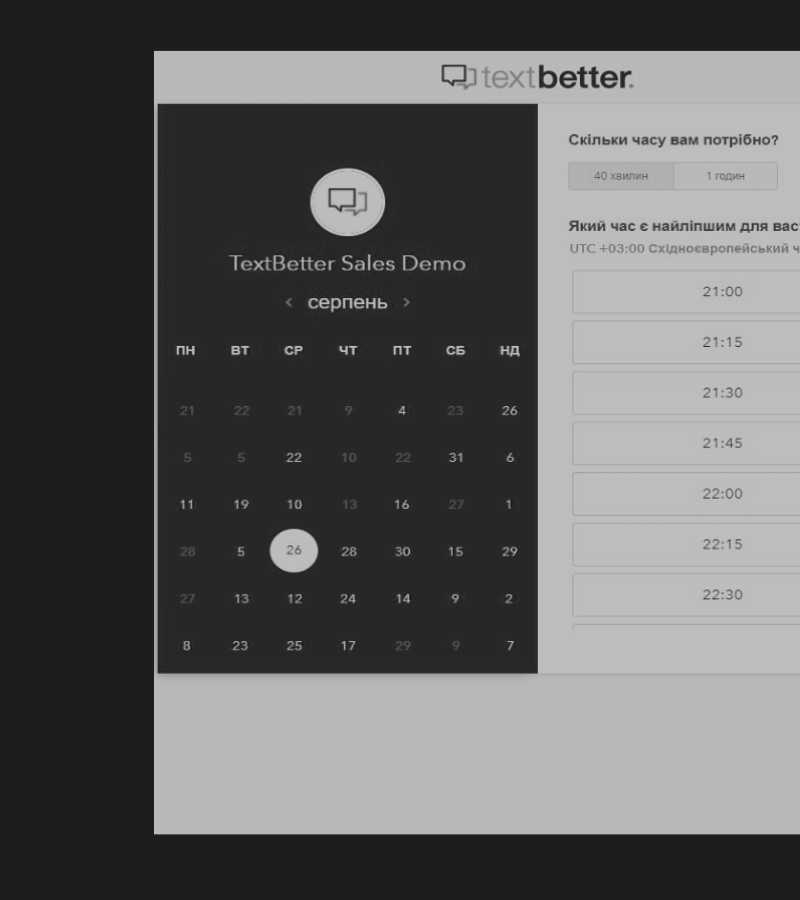 textbetter.
TextBetter Sales Demo
< серпень >
ПН ВТ СР ЧТ ПТ СБ НД
21 22 21 9 4 23 26
5 5 22 10 22 31 6
11 19 10 13 16 27 1
28 5 26 28 30 15 29
27 13 12 24 14 9 2
8 23 25 17 29 9 7
Скільки часу вам потрібно?
40 хвилин 1 годин
Який час є найліпшим для вас
UTC +03:00 Східноєвропейський ч
21:00
21:15
21:30
21:45
22:00
22:15
22:30